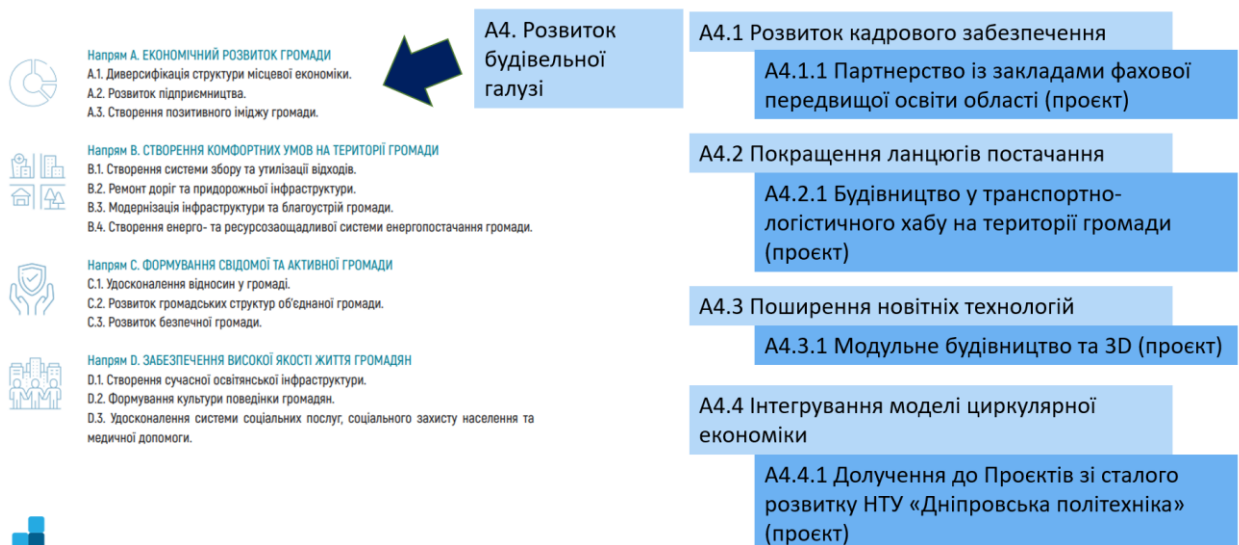 Напрям А. ЕКОНОМІЧНИЙ РОЗВИТОК ГРОМАДИ
А.1. Диверсифікація структури місцевої економіки.
А.2. Розвиток підприємництва.
А.3. Створення позитивного іміджу громади.
Напрям В. СТВОРЕННЯ КОМФОРТНИХ УМОВ НА ТЕРИТОРІЇ ГРОМАДИ
В.1. Створення системи збору та утилізації відходів.
В.2. Ремонт доріг та придорожньої інфраструктури.
В.3. Модернізація інфраструктури та благоустрій громади.
В.4. Створення енерго- та ресурсозаощадливої системи енергопостачання громади.
Напрям С. ФОРМУВАННЯ СВІДОМОЇ ТА АКТИВНОЇ ГРОМАДИ
С.1. Удосконалення відносин у громаді.
С.2. Розвиток громадських структур об'єднаної громади.
С.3. Розвиток безпечної громади.
Напрям D. ЗАБЕЗПЕЧЕННЯ ВИСОКОЇ ЯКОСТІ ЖИТТЯ ГРОМАДЯН
D.1. Створення сучасної освітянської інфраструктури.
D.2. Формування культури поведінки громадян.
D.3. Удосконалення системи соціальних послуг, соціального захисту населення та
медичної допомоги.
А4. Розвиток
будівельної
галузі
А4.1 Розвиток кадрового забезпечення
А4.1.1 Партнерство із закладами фахової
передвищої освіти області (проєкт)
А4.2 Покращення ланцюгів постачання
А4.2.1 Будівництво у транспортно-
логістичного хабу на території громади
(проєкт)
А4.3 Поширення новітніх технологій
А4.3.1 Модульне будівництво та 3D (проєкт)
А4.4 Інтегрування моделі циркулярної
економіки
А4.4.1 Долучення до Проєктів зі сталого
розвитку НТУ «Дніпровська політехніка»
(проєкт)